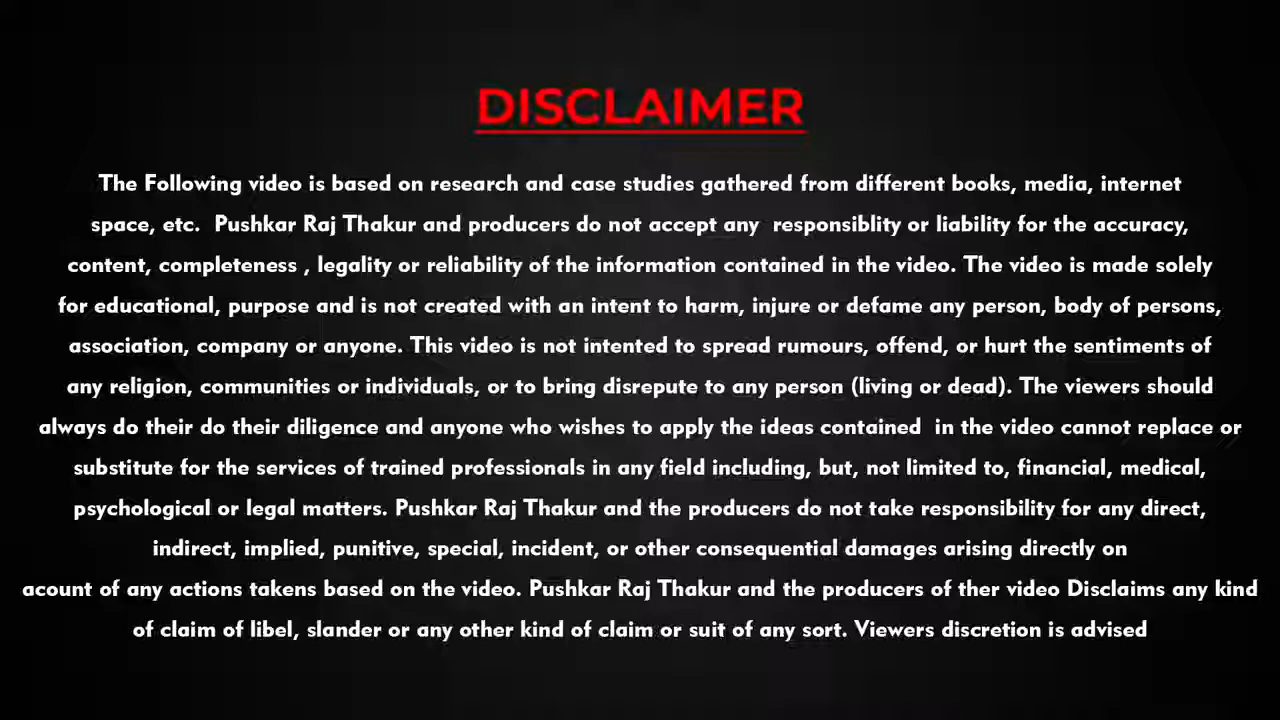 DISCLAIMER
The Following video is based on research and case studies gathered from different books, media, internet
space, etc.  Pushkar Raj Thakur and producers do not accept any  responsiblity or liability for the accuracy,
content, completeness , legality or reliability of the information contained in the video. The video is made solely
for educational, purpose and is not created with an intent to harm, injure or defame any person, body of persons,
association, company or anyone. This video is not intented to spread rumours, offend, or hurt the sentiments of
any religion, communities or individuals, or to bring disrepute to any person (living or dead). The viewers should
always do their do their diligence and anyone who wishes to apply the ideas contained  in the video cannot replace or
substitute for the services of trained professionals in any field including, but, not limited to, financial, medical,
psychological or legal matters. Pushkar Raj Thakur and the producers do not take responsibility for any direct,
indirect, implied, punitive, special, incident, or other consequential damages arising directly on
acount of any actions takens based on the video. Pushkar Raj Thakur and the producers of ther video Disclaims any kind
of claim of libel, slander or any other kind of claim or suit of any sort. Viewers discretion is advised